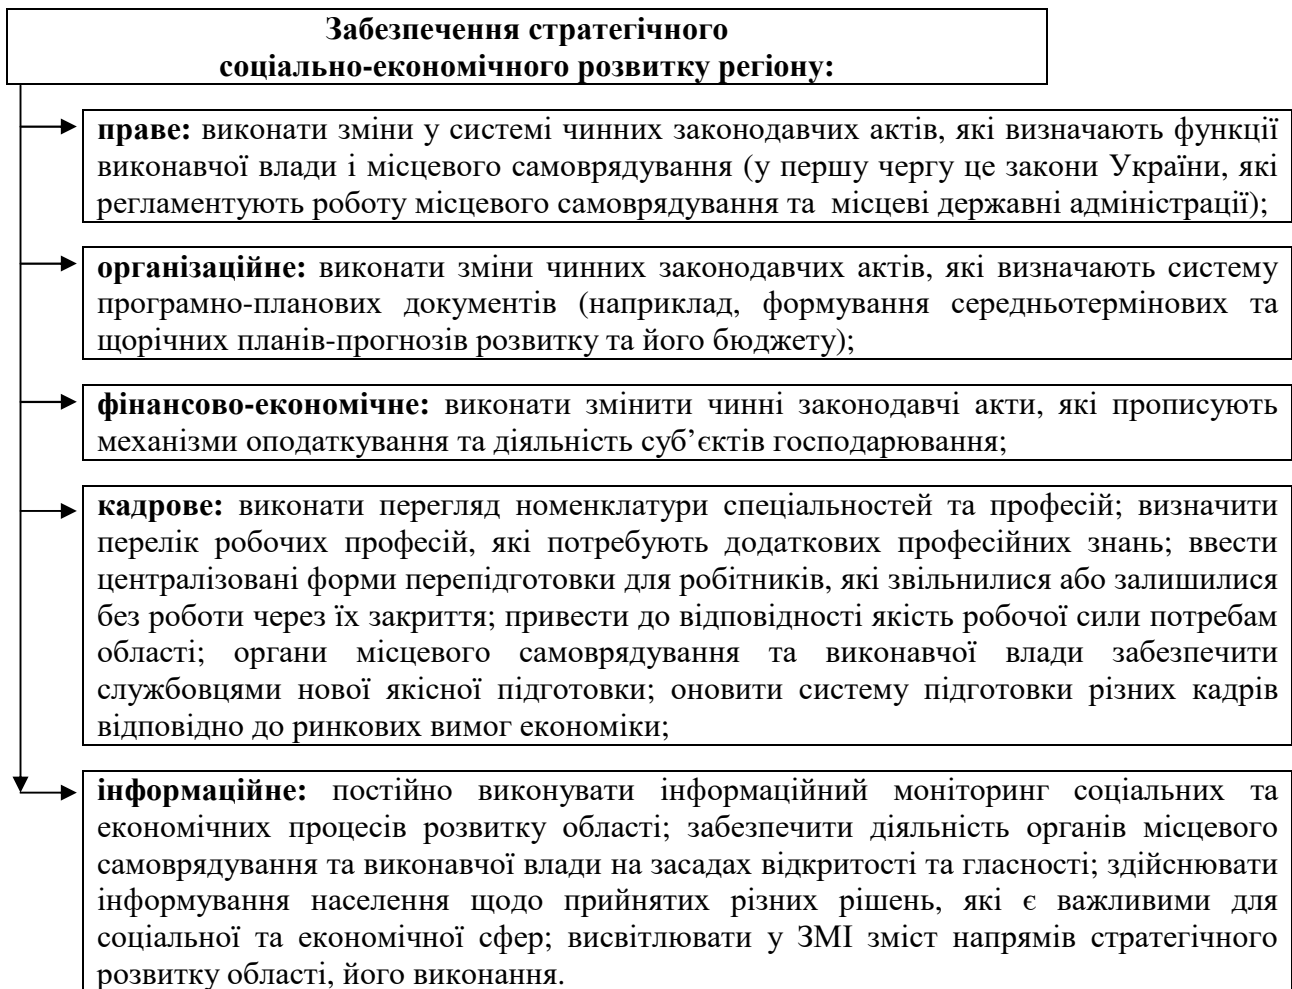 Забезпечення стратегічного
соціально-економічного розвитку регіону:
праве: виконати зміни у системі чинних законодавчих актів, які визначають функції
виконавчої влади і місцевого самоврядування (у першу чергу це закони України, які
регламентують роботу місцевого самоврядування та місцеві державні адміністрації);
організаційне: виконати зміни чинних законодавчих актів, які визначають систему
програмно-планових документів (наприклад, формування середньотермінових та
щорічних планів-прогнозів розвитку та його бюджету);
фінансово-економічне: виконати змінити чинні законодавчі акти, які прописують
механізми оподаткування та діяльність суб’єктів господарювання;
кадрове: виконати перегляд номенклатури спеціальностей та професій; визначити
перелік робочих професій, які потребують додаткових професійних знань; ввести
централізовані форми перепідготовки для робітників, які звільнилися або залишилися
без роботи через їх закриття; привести до відповідності якість робочої сили потребам
області; органи місцевого самоврядування та виконавчої влади забезпечити
службовцями нової якісної підготовки; оновити систему підготовки різних кадрів
відповідно до ринкових вимог економіки;
інформаційне: постійно виконувати інформаційний моніторинг соціальних та
економічних процесів розвитку області; забезпечити діяльність органів місцевого
самоврядування та виконавчої влади на засадах відкритості та гласності; здійснювати
інформування населення щодо прийнятих різних рішень, які є важливими для
соціальної та економічної сфер; висвітлювати у ЗМІ зміст напрямів стратегічного
розвитку області, його виконання.